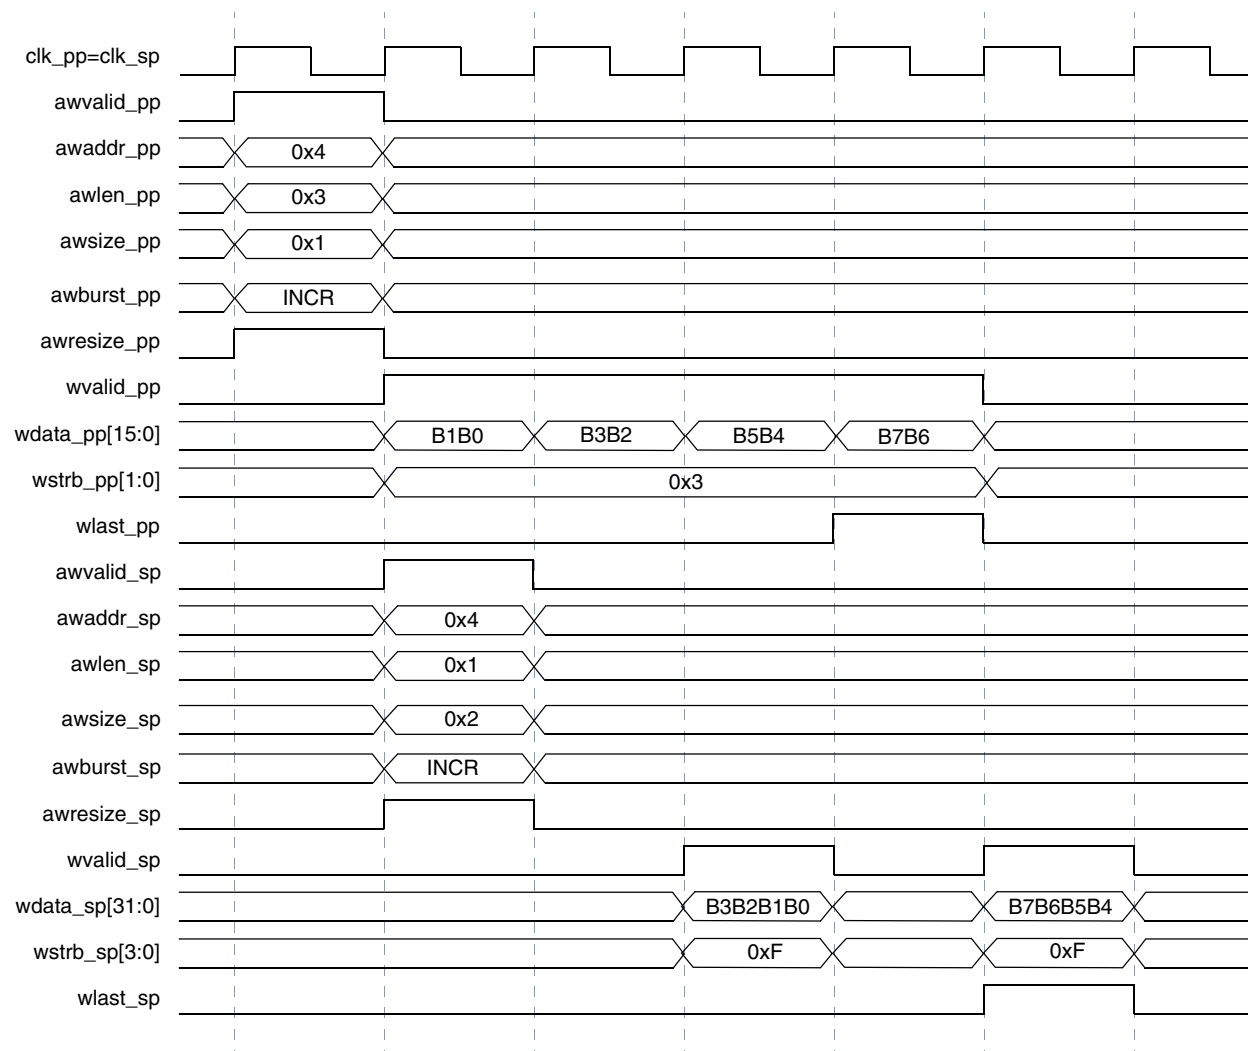 clk_pp=clk_sp
awvalid_pp
awaddr_pp 0x4
awlen_pp 0x3
awsize_pp 0x1
awburst_pp INCR
awresize_pp
wvalid_pp
wdata_pp[15:0] B1B0 B3B2 B5B4 B7B6
wstrb_pp[1:0] 0x3
wlast_pp
awvalid_sp
awaddr_sp 0x4
awlen_sp 0x1
awsize_sp 0x2
awburst_sp INCR
awresize_sp
wvalid_sp
wdata_sp[31:0] B3B2B1B0 B7B6B5B4
wstrb_sp[3:0] 0xF 0xF
wlast_sp